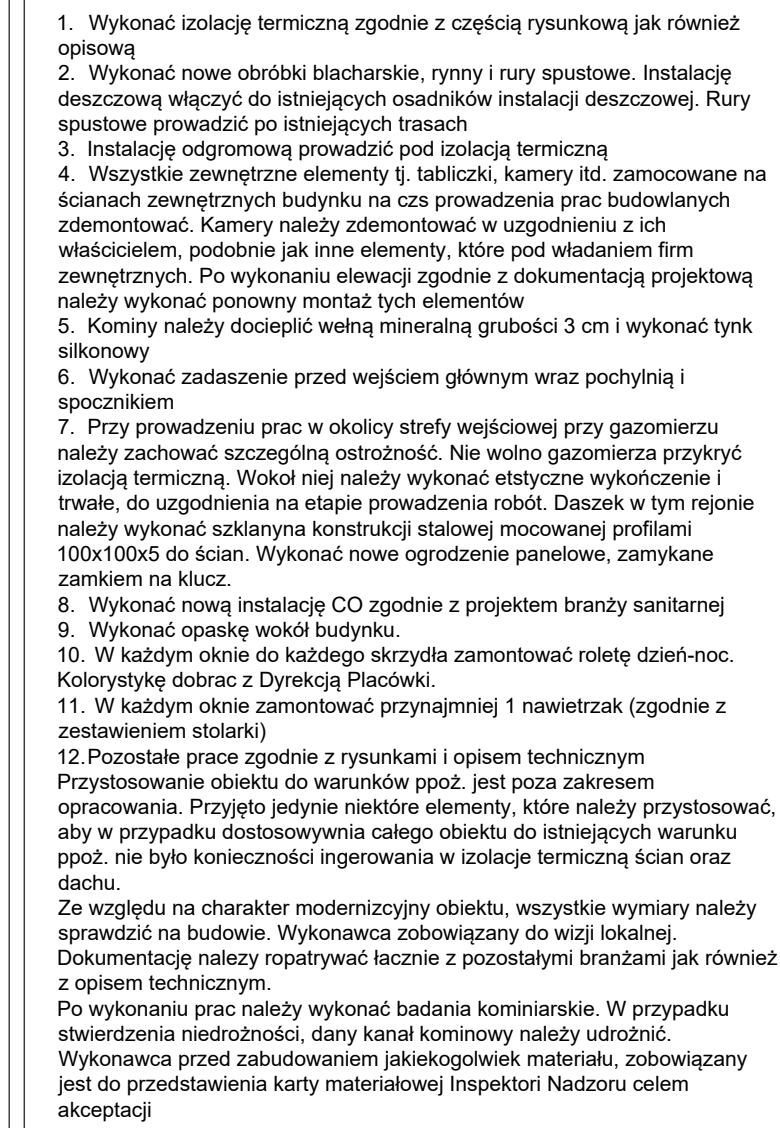 1. Wykonać izolację termiczną zgodnie z częścią rysunkową jak również
opisową
2. Wykonać nowe obróbki blacharskie, rynny i rury spustowe. Instalację
deszczową włączyć do istniejących osadników instalacji deszczowej. Rury
spustowe prowadzić po istniejących trasach
3. Instalację odgromową prowadzić pod izolacją termiczną
4. Wszystkie zewnętrzne elementy tj. tabliczki, kamery itd. zamocowane na
ścianach zewnętrznych budynku na czs prowadzenia prac budowlanych
zdemontować. Kamery należy zdemontować w uzgodnieniu z ich
właścicielem, podobnie jak inne elementy, które pod władaniem firm
zewnętrznych. Po wykonaniu elewacji zgodnie z dokumentacją projektową
należy wykonać ponowny montaż tych elementów
5. Kominy należy docieplić wełną mineralną grubości 3 cm i wykonać tynk
silkonowy
6. Wykonać zadaszenie przed wejściem głównym wraz pochylnią i
spocznikiem
7. Przy prowadzeniu prac w okolicy strefy wejściowej przy gazomierzu
należy zachować szczególną ostrożność. Nie wolno gazomierza przykryć
izolacją termiczną. Wokoł niej należy wykonać etstyczne wykończenie i
trwałe, do uzgodnienia na etapie prowadzenia robót. Daszek w tym rejonie
należy wykonać szklanyna konstrukcji stalowej mocowanej profilami
100x100x5 do ścian. Wykonać nowe ogrodzenie panelowe, zamykane
zamkiem na klucz.
8. Wykonać nową instalację CO zgodnie z projektem branży sanitarnej
9. Wykonać opaskę wokół budynku.
10. W każdym oknie do każdego skrzydła zamontować roletę dzień-noc.
Kolorystykę dobrac z Dyrekcją Placówki.
11. W każdym oknie zamontować przynajmniej 1 nawietrzak (zgodnie z
zestawieniem stolarki)
12.Pozostałe prace zgodnie z rysunkami i opisem technicznym
Przystosowanie obiektu do warunków ppoż. jest poza zakresem
opracowania. Przyjęto jedynie niektóre elementy, które należy przystosować,
aby w przypadku dostosowywnia całego obiektu do istniejących warunku
ppoż. nie było konieczności ingerowania w izolacje termiczną ścian oraz
dachu.
Ze względu na charakter modernizcyjny obiektu, wszystkie wymiary należy
sprawdzić na budowie. Wykonawca zobowiązany do wizji lokalnej.
Dokumentację nalezy ropatrywać łacznie z pozostałymi branżami jak również
z opisem technicznym.
Po wykonaniu prac należy wykonać badania kominiarskie. W przypadku
stwierdzenia niedrożności, dany kanał kominowy należy udrożnić.
Wykonawca przed zabudowaniem jakiekogolwiek materiału, zobowiązany
jest do przedstawienia karty materiałowej Inspektori Nadzoru celem
akceptacji